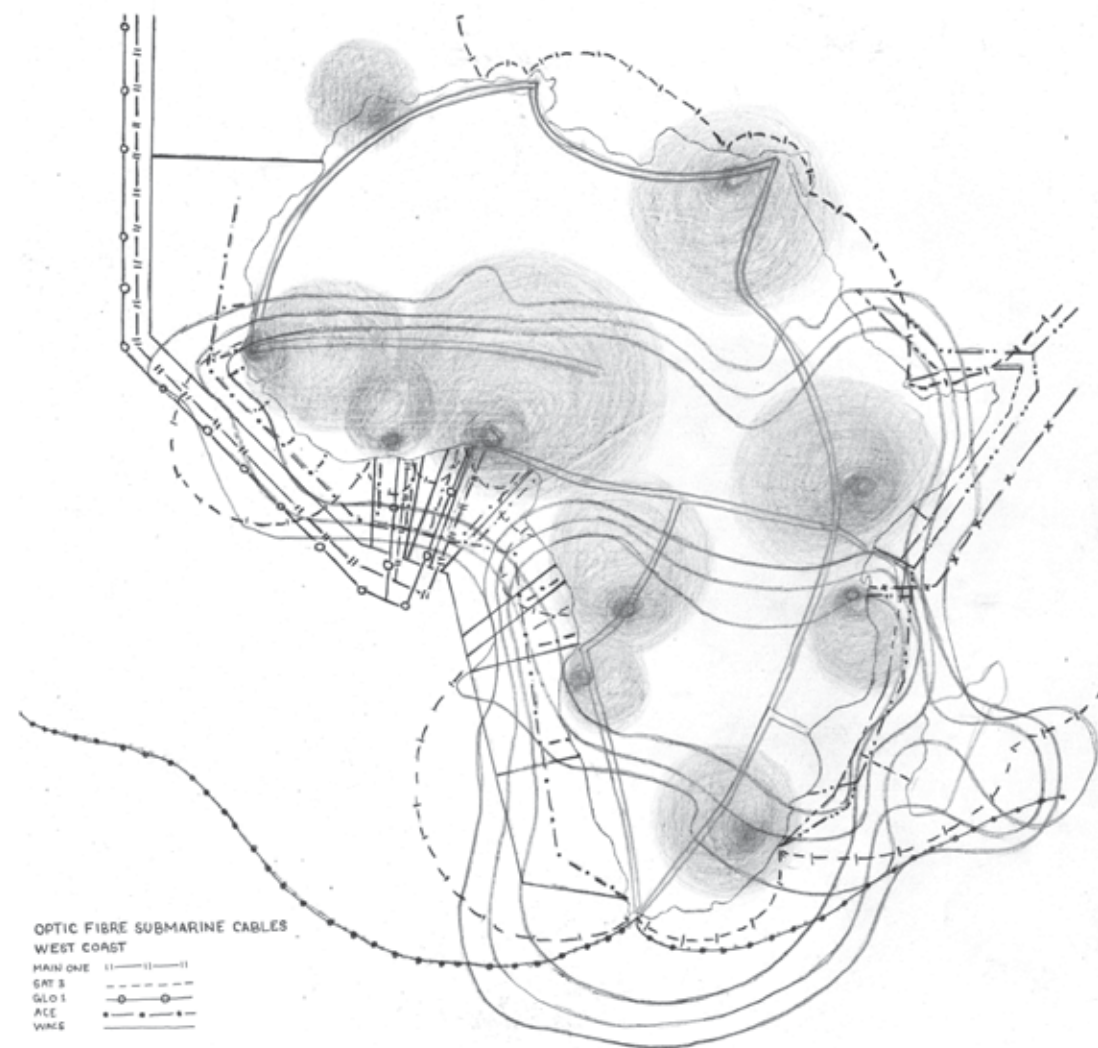 OPTIC FIBRE SUBMARINE CABLES
WEST COAST
MAIN ONE
SAT 3
GLO 1
ACE
WACS